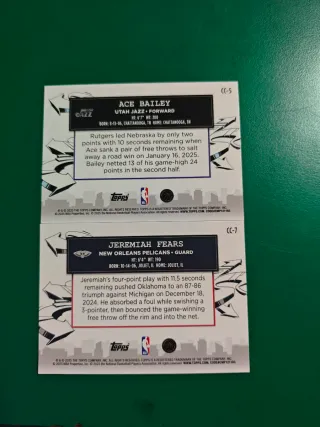 CC-5
ACE BAILEY
UTAH JAZZ • FORWARD
Rutgers led Nebraska by only two
points with 10 seconds remaining when
Ace sank a pair of free throws to salt
away a road win on January 16, 2025.
Bailey netted 13 of his game-high 24
points in the second half.
Topps
CC-7
JEREMIAH FEARS
NEW ORLEANS PELICANS • GUARD
Jeremiah's four-point play with 11.5 seconds
remaining pushed Oklahoma to an 87-86
triumph against Michigan on December 18,
2024. He absorbed a foul while swishing a
3-pointer, then bounced the game-winning
free throw off the rim and into the net.
Topps